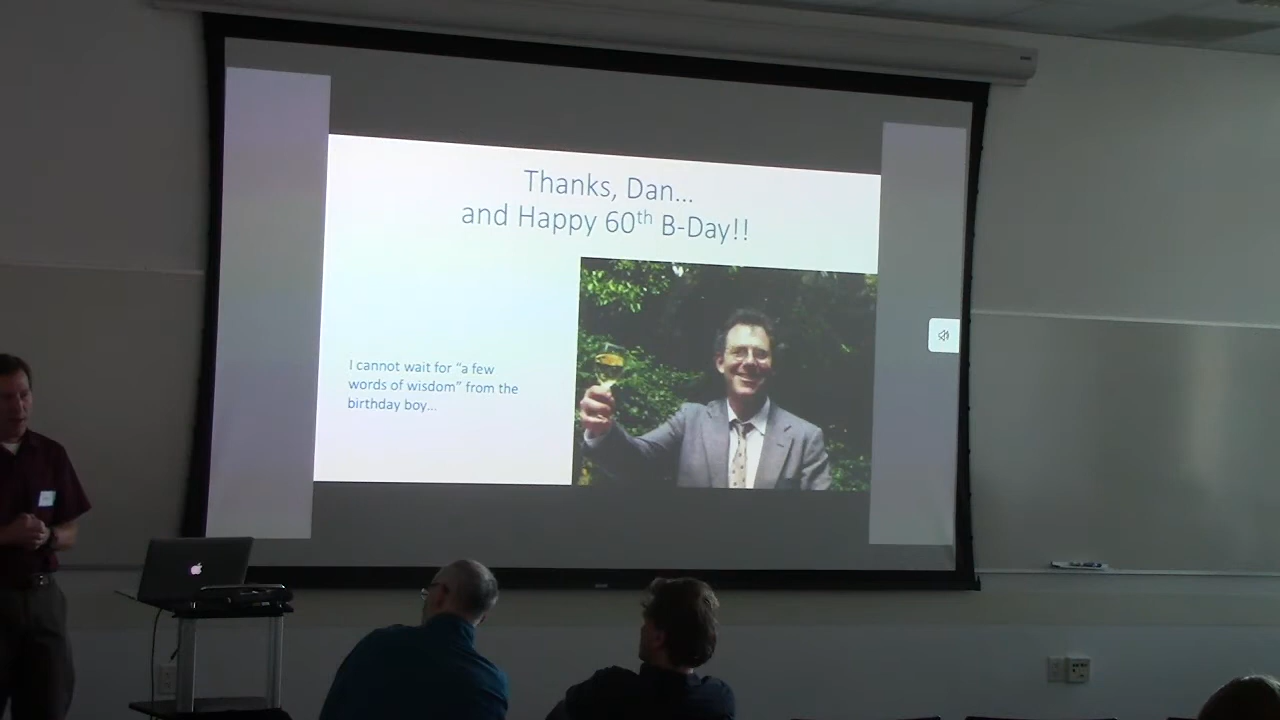 Thanks, Dan...
and Happy 60th B-Day!!
I cannot wait for “a few
words of wisdom” from the
birthday boy...